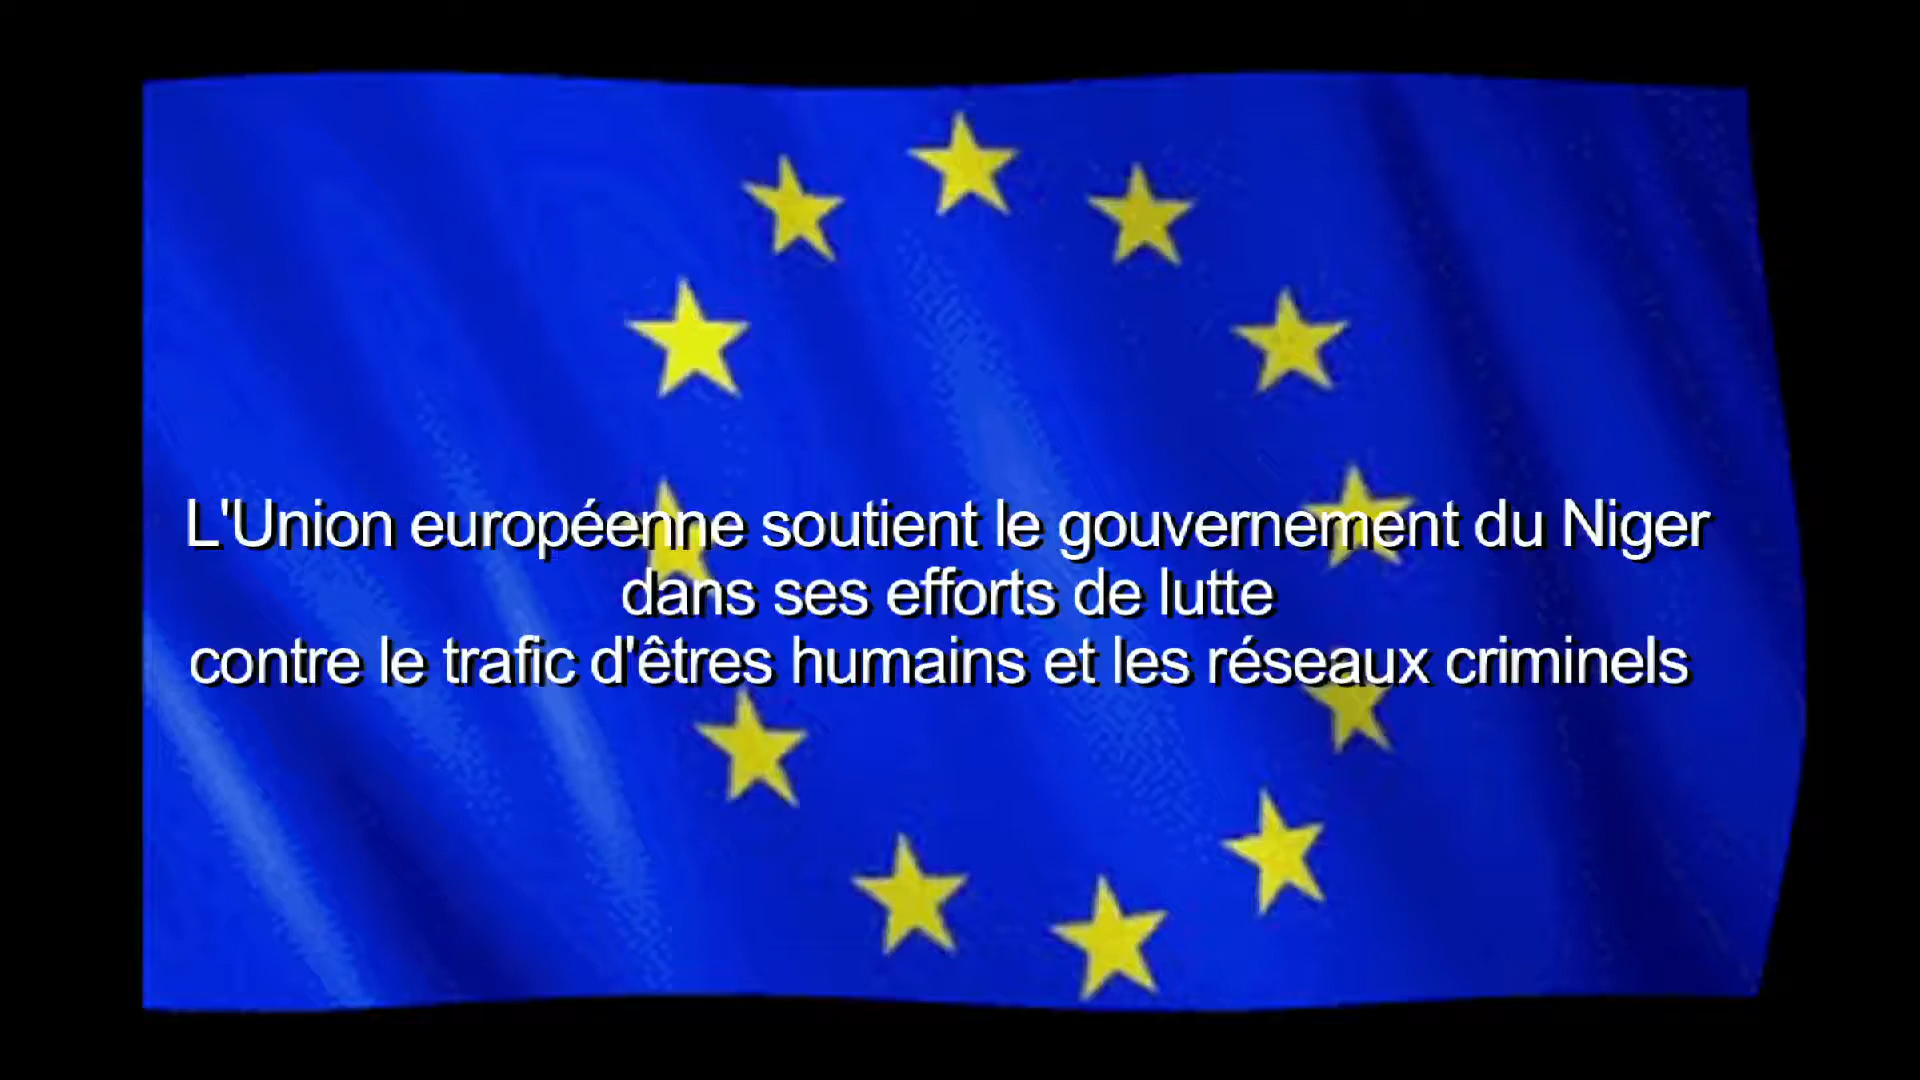 L'Union européenne soutient le gouvernement du Niger
dans ses efforts de lutte
contre le trafic d'êtres humains et les réseaux criminels